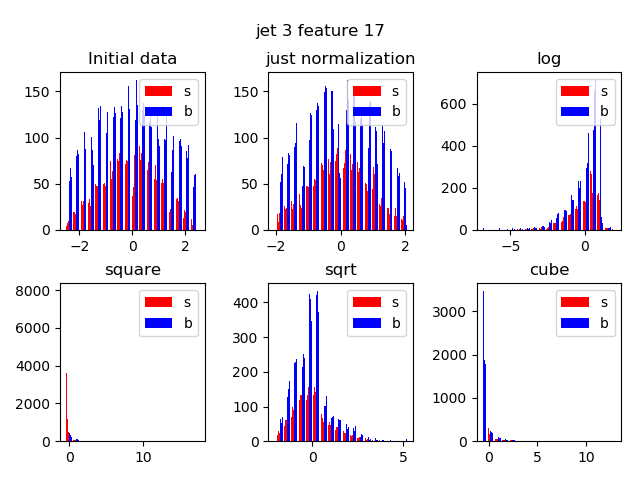 jet 3 feature 17
Initial data
just normalization
log
150
100
50
0
−2
0
2
s
b
150
100
50
0
−2
0
2
s
b
600
400
200
0
−5
0
s
b
square
sqrt
cube
8000
6000
4000
2000
0
0
10
s
b
400
300
200
100
0
0
5
s
b
3000
2000
1000
0
0
5
10
s
b